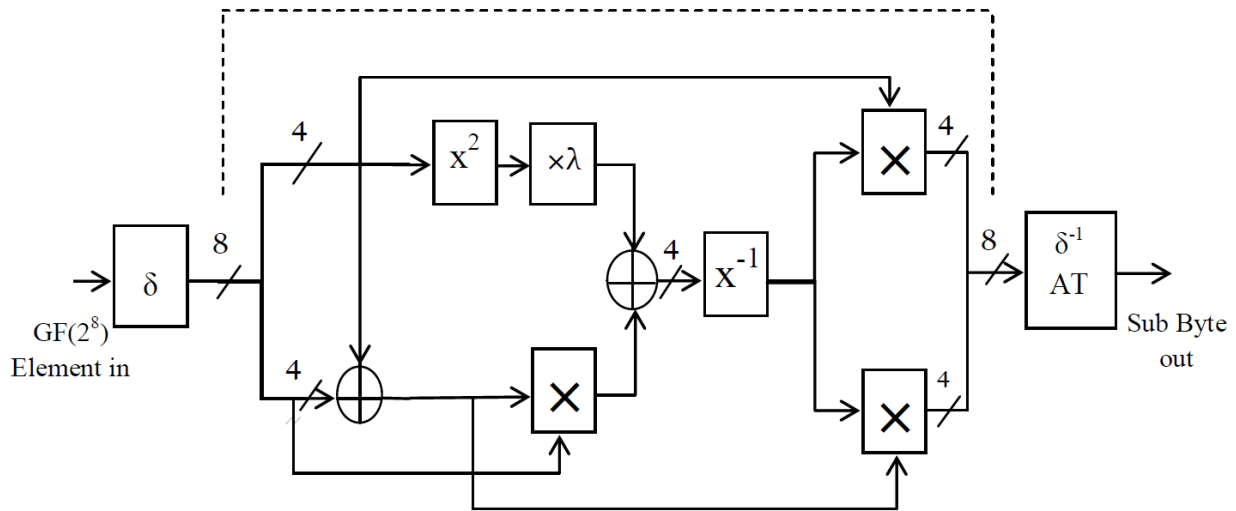 4
x²
×λ
×
4
8
δ
GF(2⁸)
Element in
4
x⁻¹
8
δ⁻¹
AT
Sub Byte
out
4
×
×
4